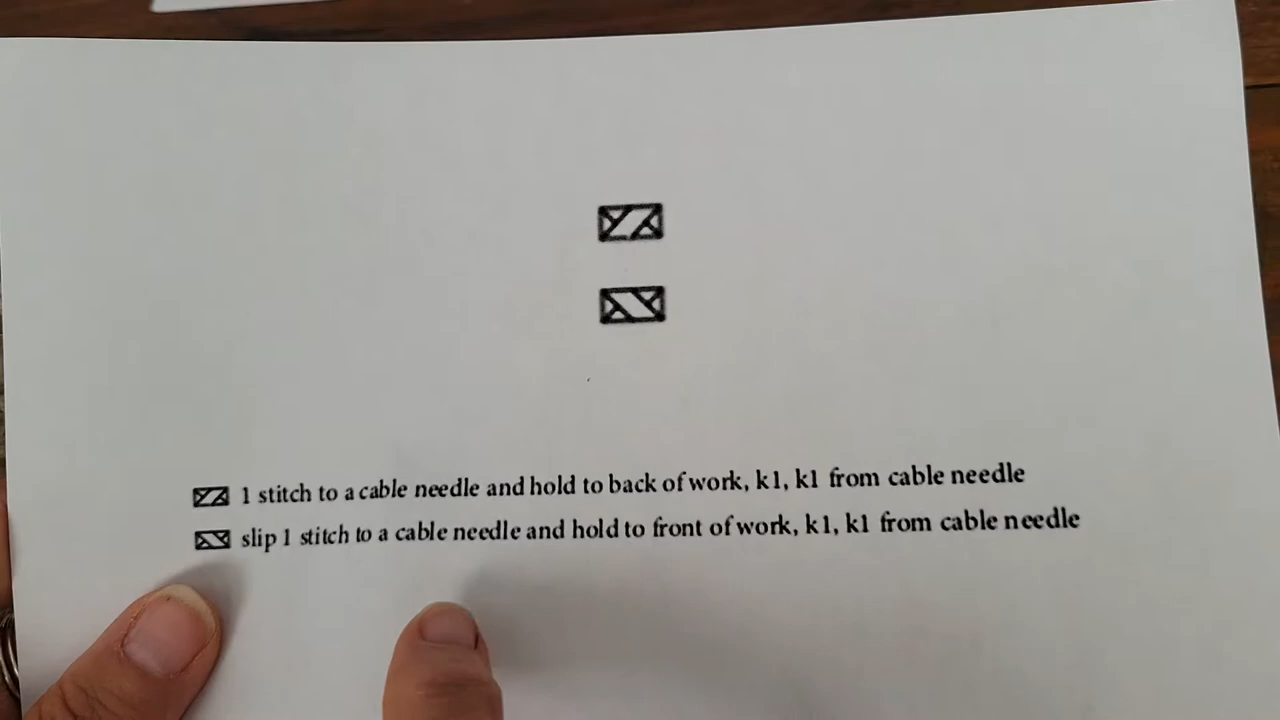 1 stitch to a cable needle and hold to back of work, k1, k1 from cable needle
slip 1 stitch to a cable needle and hold to front of work, k1, k1 from cable needle